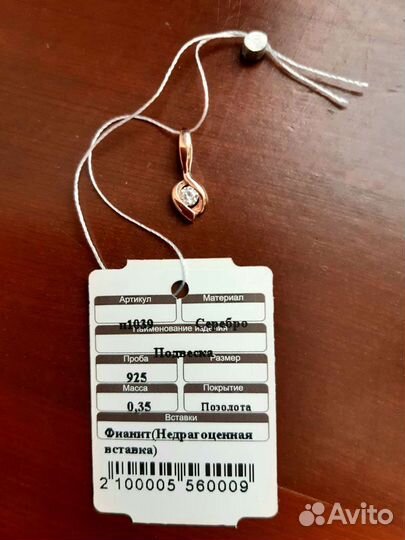 Артикул Материал
п1039 Серебро
Наименование изделия
Подвеска
Проба Размер
925
Масса Покрытие
0,35 Позолота
Вставки
Фианит(Недрагоценная
вставка)
2 100005 560009
Avito